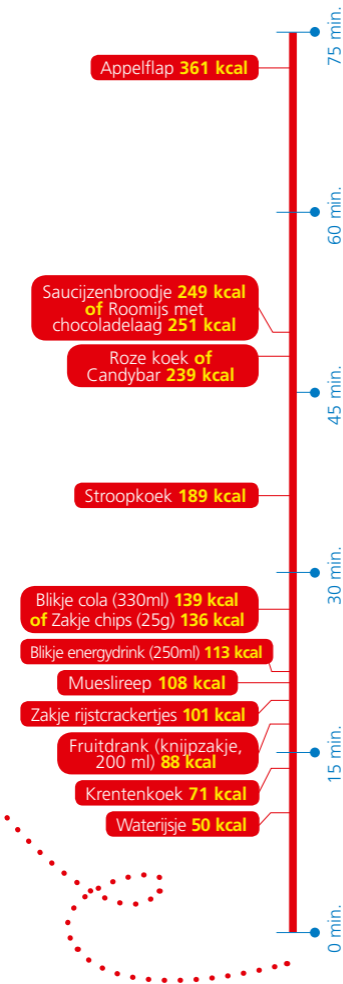 75 min.
Appelflap 361 kcal
60 min.
Saucijzenbroodje 249 kcal
of Roomijs met
chocoladelaag 251 kcal
Roze koek of
Candybar 239 kcal
45 min.
Stroopkoek 189 kcal
30 min.
Blikje cola (330ml) 139 kcal
of Zakje chips (25g) 136 kcal
Blikje energydrink (250ml) 113 kcal
Mueslireep 108 kcal
Zakje rijstcrackertjes 101 kcal
Fruitdrank (knijpzakje,
200 ml) 88 kcal
15 min.
Krentenkoek 71 kcal
Waterijsje 50 kcal
0 min.